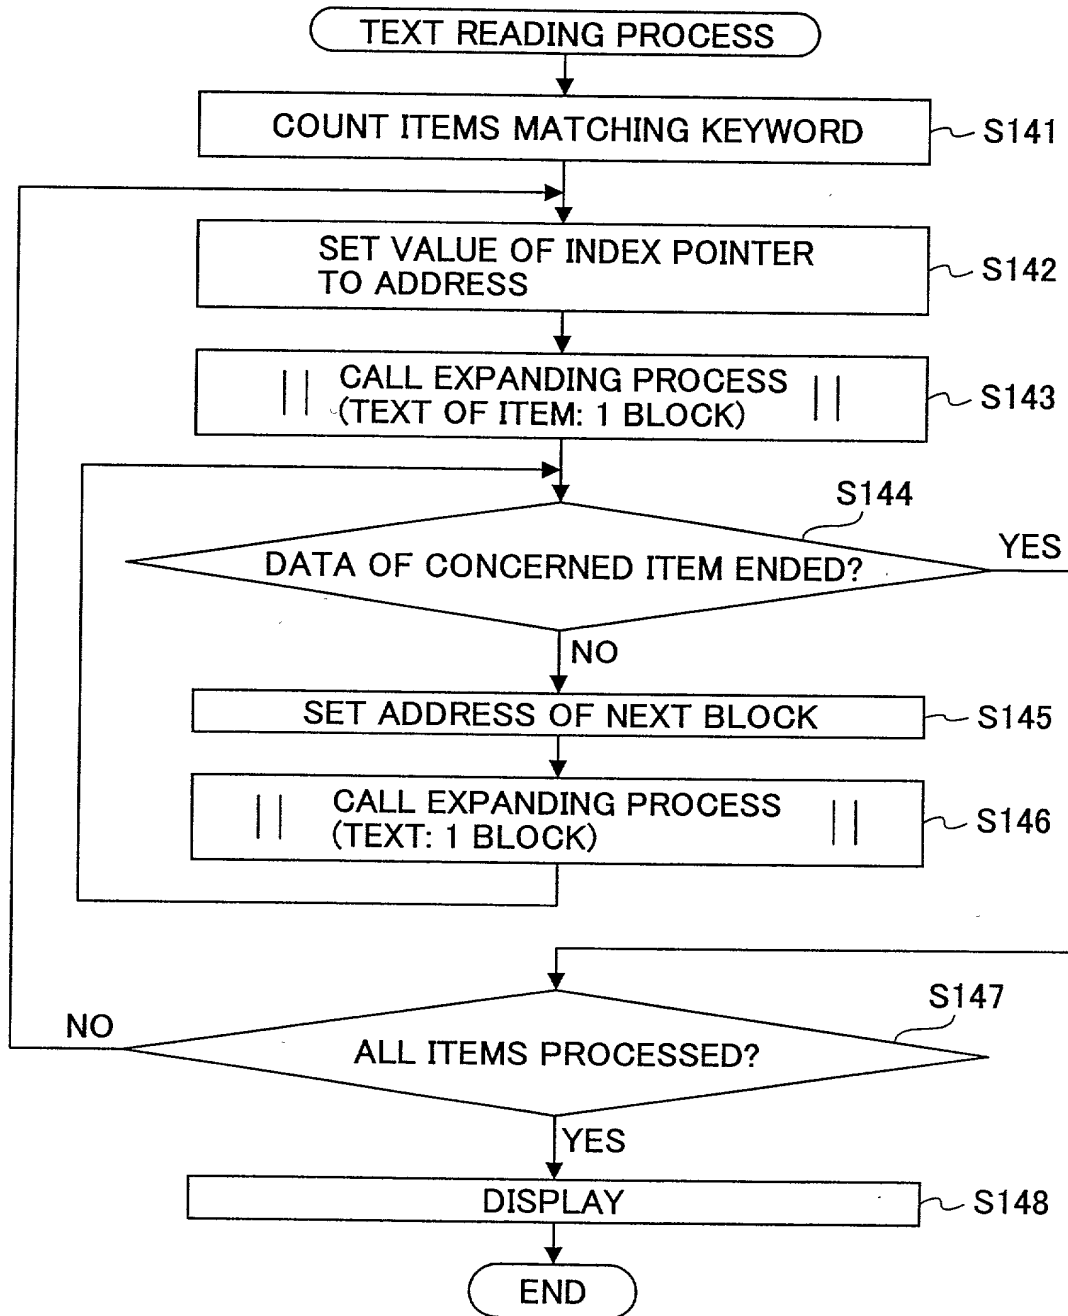 TEXT READING PROCESS
COUNT ITEMS MATCHING KEYWORD
S141
SET VALUE OF INDEX POINTER
TO ADDRESS
S142
CALL EXPANDING PROCESS
(TEXT OF ITEM: 1 BLOCK)
S143
S144
DATA OF CONCERNED ITEM ENDED?
YES
NO
SET ADDRESS OF NEXT BLOCK
S145
CALL EXPANDING PROCESS
(TEXT: 1 BLOCK)
S146
S147
NO
ALL ITEMS PROCESSED?
YES
DISPLAY
S148
END